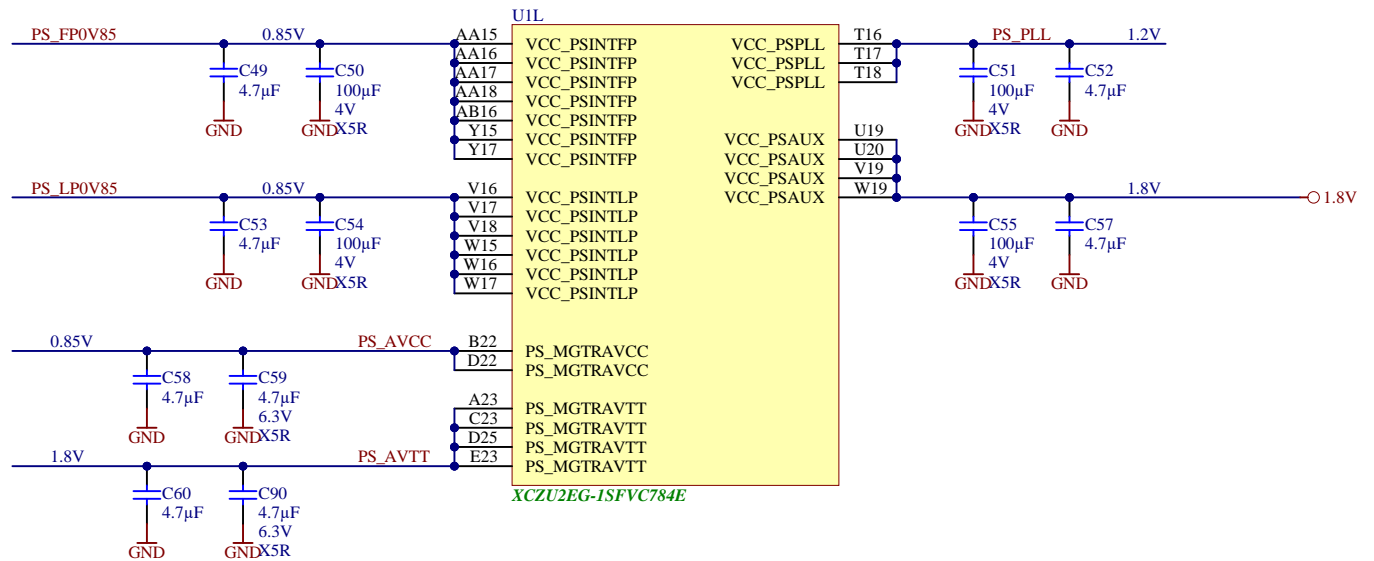 U1L
PS_FP0V85 0.85V AA15 VCC_PSINTFP VCC_PSPLL T16 PS_PLL 1.2V
AA16 VCC_PSINTFP VCC_PSPLL T17
AA17 VCC_PSINTFP VCC_PSPLL T18
C49 C50 C51 C52
4.7µF 100µF 100µF 4.7µF
4V 4V
X5R X5R
GND GND GND GND
AA18 VCC_PSINTFP
AB16 VCC_PSINTFP
Y15 VCC_PSINTFP VCC_PSAUX U19
Y17 VCC_PSINTFP VCC_PSAUX U20
VCC_PSAUX V19
PS_LP0V85 0.85V V16 VCC_PSINTLP VCC_PSAUX W19 1.8V 1.8V
V17 VCC_PSINTLP
V18 VCC_PSINTLP
C53 C54 C55 C57
4.7µF 100µF 100µF 4.7µF
4V 4V
X5R X5R
GND GND GND GND
W15 VCC_PSINTLP
W16 VCC_PSINTLP
W17 VCC_PSINTLP
0.85V PS_AVCC B22 PS_MGTRAVCC
D22 PS_MGTRAVCC
C58 C59
4.7µF 4.7µF
6.3V
X5R
GND GND
A23 PS_MGTRAVTT
C23 PS_MGTRAVTT
D25 PS_MGTRAVTT
1.8V PS_AVTT E23 PS_MGTRAVTT
C60 C90
4.7µF 4.7µF
6.3V
X5R
GND GND
XCZU2EG-1SFVC784E